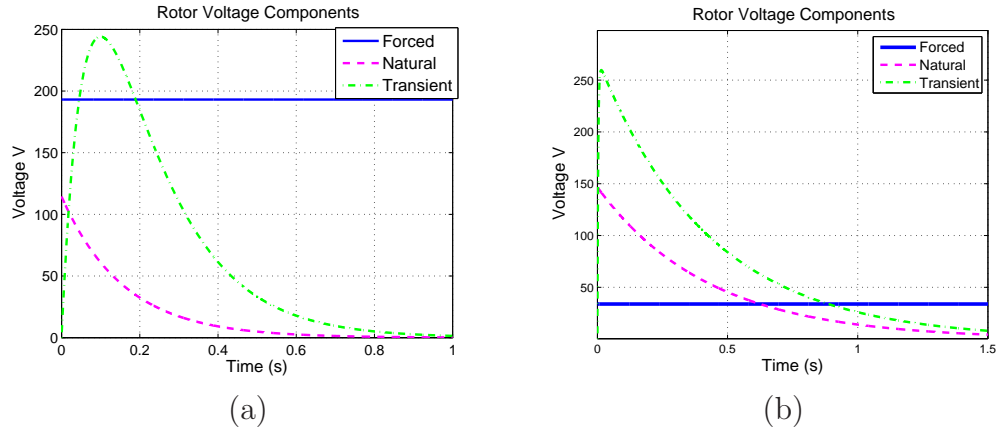 Rotor Voltage Components
250
200
150
100
50
0
Voltage V
0
0.2
0.4
0.6
0.8
1
Time (s)
Forced
Natural
Transient
(a)
Rotor Voltage Components
250
200
150
100
50
Voltage V
0
0.5
1
1.5
Time (s)
Forced
Natural
Transient
(b)